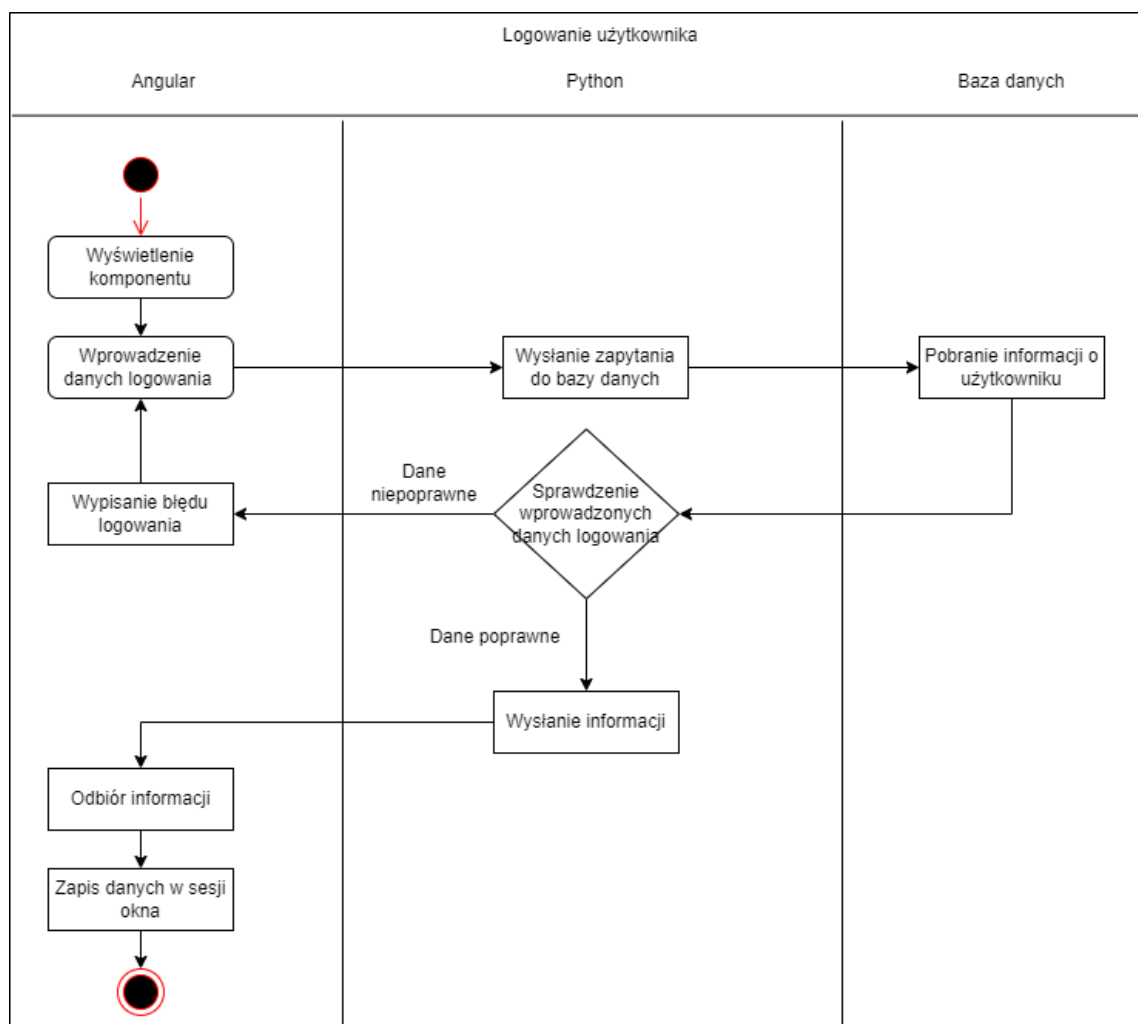 Logowanie użytkownika
Angular
Python
Baza danych
Wyświetlenie
komponentu
Wprowadzenie
danych logowania
Wysłanie zapytania
do bazy danych
Pobranie informacji o
użytkowniku
Dane
niepoprawne
Sprawdzenie
wprowadzonych
danych logowania
Wypisanie błędu
logowania
Dane poprawne
Wysłanie informacji
Odbiór informacji
Zapis danych w sesji
okna